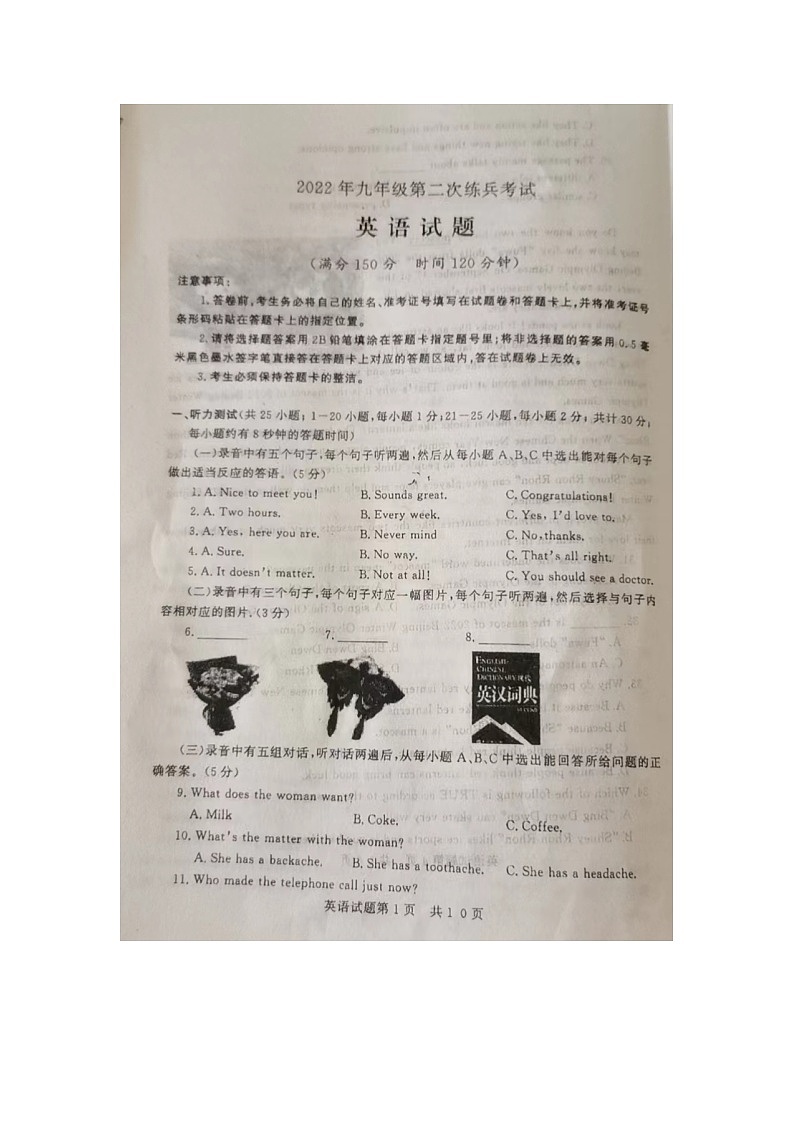 2022年九年级第二次练兵考试
英语试题
(满分150分 时间120分钟)
注意事项:
1.答卷前,考生务必将自己的姓名、准考证号填写在试题卷和答题卡上,并将准考证号
条形码粘贴在答题卡上的指定位置。
2.请将选择题答案用2B铅笔填涂在答题卡指定题号里;将非选择题的答案用0.5毫
米黑色墨水签字笔直接答在答题卡上对应的答题区域内,答在试题卷上无效。
3.考生必须保持答题卡的整洁。
一、听力测试(共25小题;1-20小题,每小题1分;21-25小题,每小题2分;共计30分;
每小题约有8秒钟的答题时间)
(一)录音中有五个句子,每个句子听两遍,然后从每小题A、B、C中选出能对每个句子
做出适当反应的答语。(5分)
1. A. Nice to meet you! B. Sounds great. C. Congratulations!
2. A. Two hours. B. Every week. C. Yes, I'd love to.
3. A. Yes, here you are. B. Never mind C. No,thanks.
4. A. Sure. B. No way. C. That's all right.
5. A. It doesn't matter. B. Not at all! C. You should see a doctor.
(二)录音中有三个句子,每个句子对应一幅图片,每个句子听两遍,然后选择与句子内
容相对应的图片.(3分)
6. ________ 7. ________ 8. ________
ENGLISH-
CHINESE
DICTIONARY 现代
英汉词典
(三)录音中有五组对话,听对话两遍后,从每小题A、B、C中选出能回答所给问题的正
确答案。(5分)
9. What does the woman want?
A. Milk B. Coke. C. Coffee.
10. What's the matter with the woman?
A. She has a backache. B. She has a toothache. C. She has a headache.
11. Who made the telephone call just now?
英语试题第1页 共10页